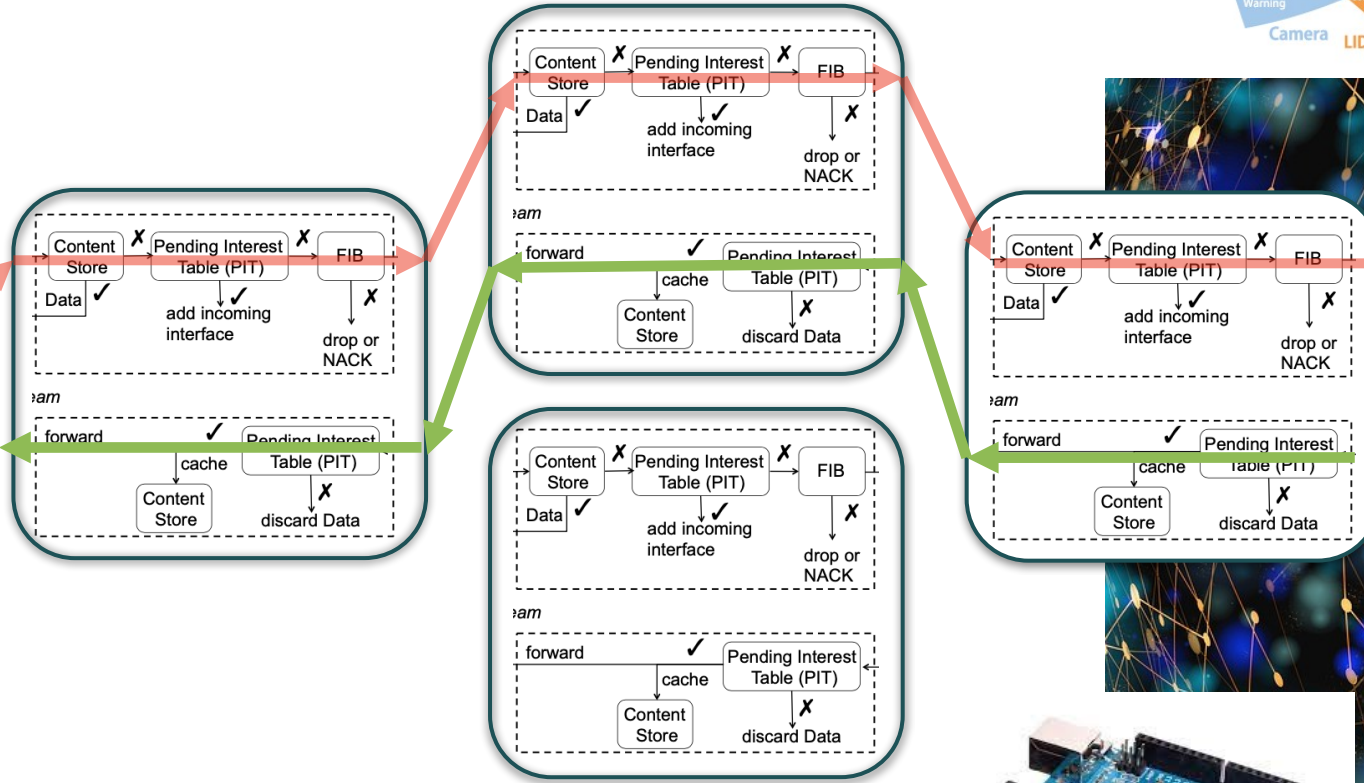 Warning
Camera
LID
Content
Store
✗
Pending Interest
Table (PIT)
✗
FIB
Data
✓
✓
add incoming
interface
✗
drop or
NACK
eam
forward
✓
cache
Pending Interest
Table (PIT)
Content
Store
✗
discard Data
Content
Store
✗
Pending Interest
Table (PIT)
✗
FIB
Data
✓
✓
add incoming
interface
✗
drop or
NACK
eam
forward
✓
cache
Pending Interest
Table (PIT)
Content
Store
✗
discard Data
Content
Store
✗
Pending Interest
Table (PIT)
✗
FIB
Data
✓
✓
add incoming
interface
✗
drop or
NACK
eam
forward
✓
cache
Pending Interest
Table (PIT)
Content
Store
✗
discard Data
Content
Store
✗
Pending Interest
Table (PIT)
✗
FIB
Data
✓
✓
add incoming
interface
✗
drop or
NACK
eam
forward
✓
cache
Pending Interest
Table (PIT)
Content
Store
✗
discard Data